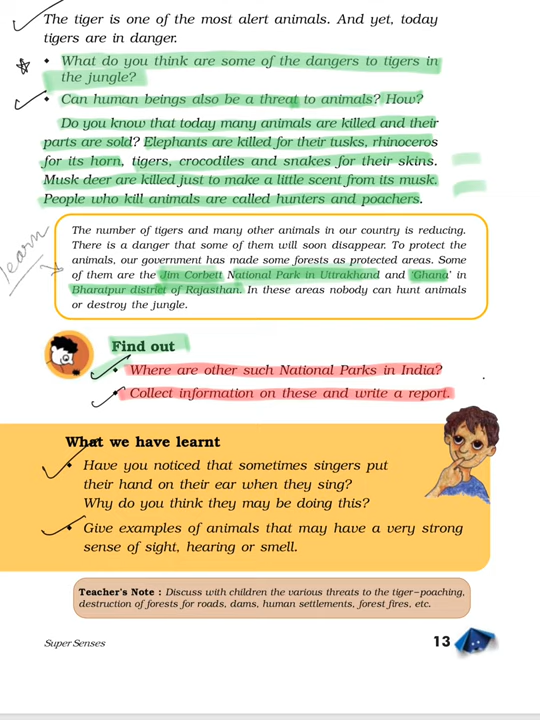 The tiger is one of the most alert animals. And yet, today
tigers are in danger.
• What do you think are some of the dangers to tigers in
the jungle?
• Can human beings also be a threat to animals? How?
Do you know that today many animals are killed and their
parts are sold? Elephants are killed for their tusks, rhinoceros
for its horn, tigers, crocodiles and snakes for their skins.
Musk deer are killed just to make a little scent from its musk.
People who kill animals are called hunters and poachers.
learn
The number of tigers and many other animals in our country is reducing.
There is a danger that some of them will soon disappear. To protect the
animals, our government has made some forests as protected areas. Some
of them are the Jim Corbett National Park in Uttrakhand and 'Ghana' in
Bharatpur district of Rajasthan. In these areas nobody can hunt animals
or destroy the jungle.
Find out
• Where are other such National Parks in India?
• Collect information on these and write a report.
What we have learnt
• Have you noticed that sometimes singers put
their hand on their ear when they sing?
Why do you think they may be doing this?
• Give examples of animals that may have a very strong
sense of sight, hearing or smell.
Teacher's Note : Discuss with children the various threats to the tiger−poaching,
destruction of forests for roads, dams, human settlements, forest fires, etc.
Super Senses
13